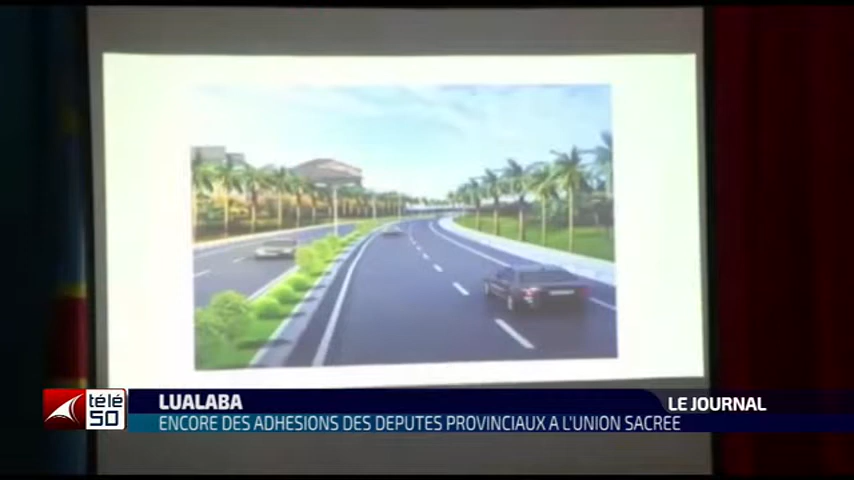 LUALABA
LE JOURNAL
télé
50
ENCORE DES ADHESIONS DES DEPUTES PROVINCIAUX A L'UNION SACREE